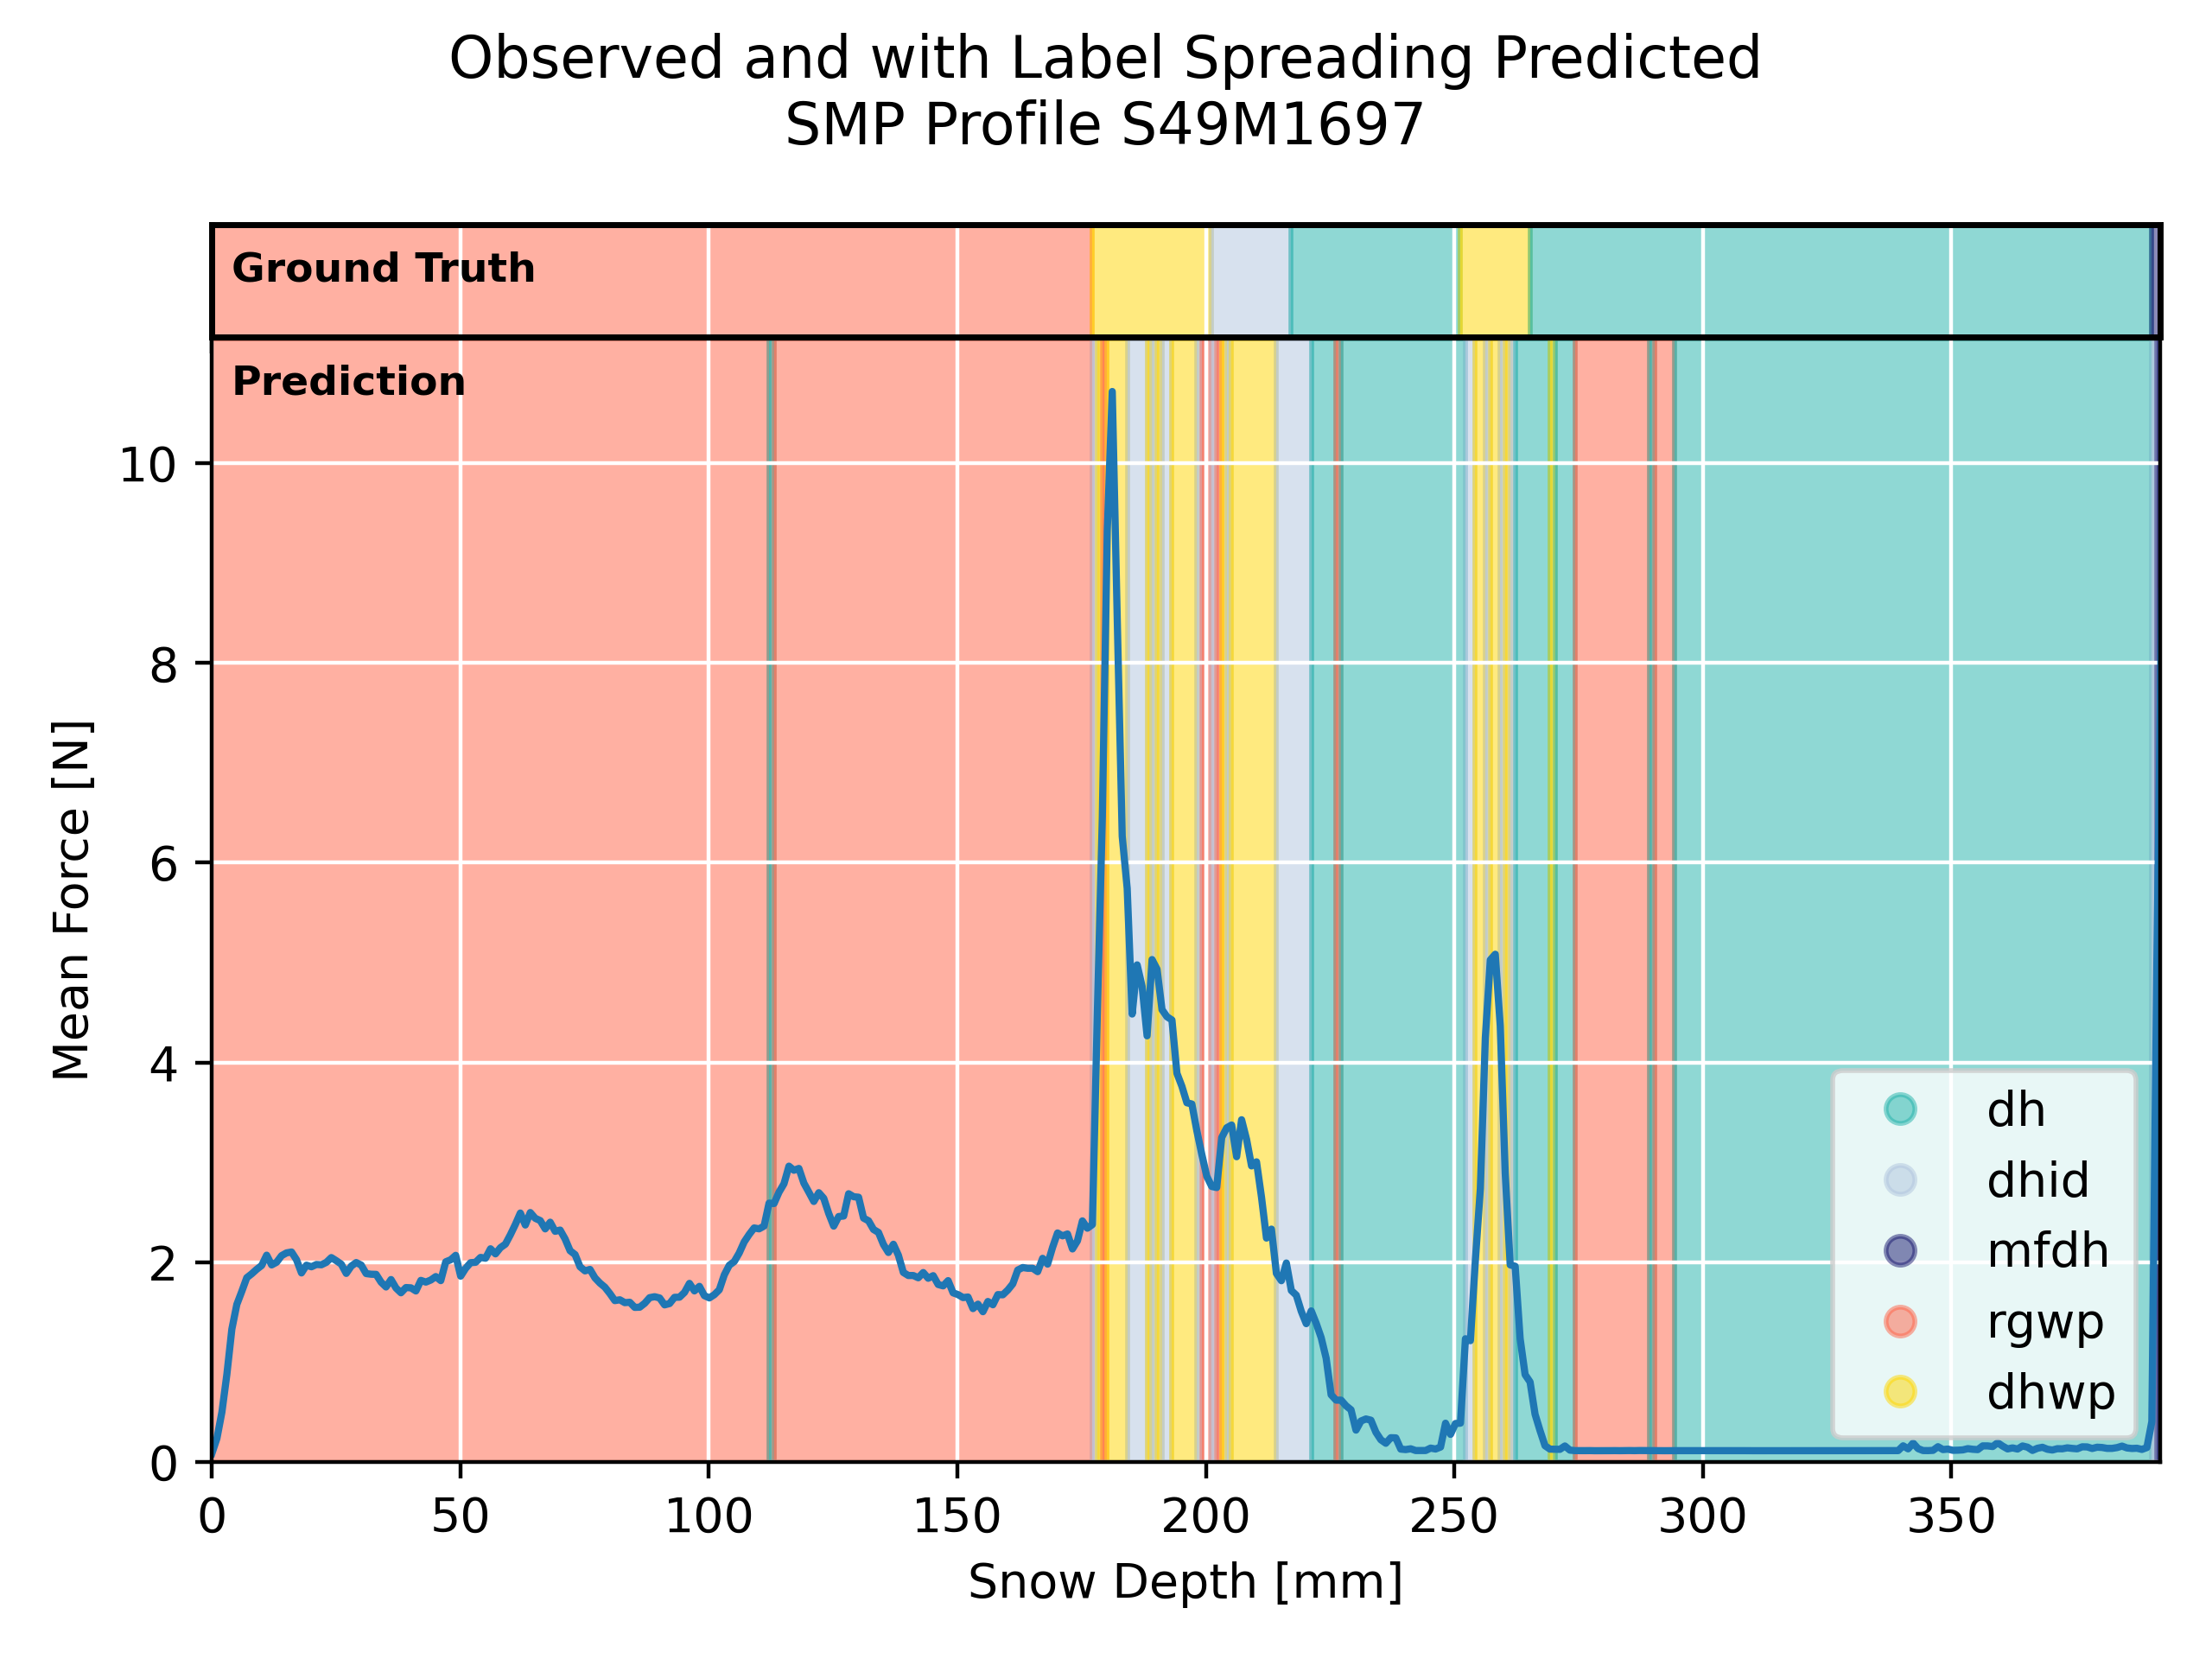 Observed and with Label Spreading Predicted
SMP Profile S49M1697
Ground Truth
Prediction
10
8
6
4
2
0
Mean Force [N]
dh
dhid
mfdh
rgwp
dhwp
0 50 100 150 200 250 300 350
Snow Depth [mm]